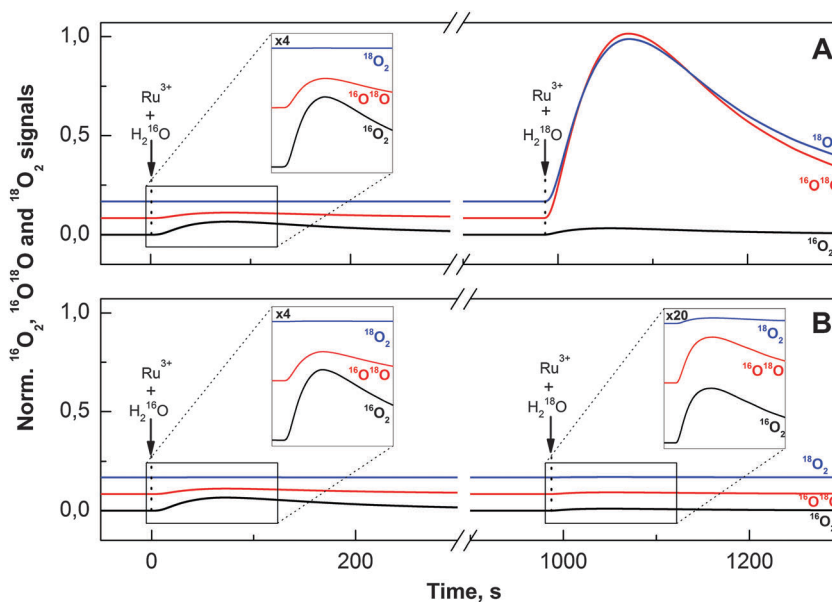 Norm. ¹⁶O₂, ¹⁶O¹⁸O and ¹⁸O₂ signals
A
1,0
0,5
0,0
x4
¹⁸O₂
¹⁶O¹⁸O
¹⁶O₂
Ru³⁺
+
H₂¹⁶O
Ru³⁺
+
H₂¹⁸O
¹⁸O₂
¹⁶O¹⁸O
¹⁶O₂
B
1,0
0,5
0,0
x4
¹⁸O₂
¹⁶O¹⁸O
¹⁶O₂
Ru³⁺
+
H₂¹⁶O
x20
¹⁸O₂
¹⁶O¹⁸O
¹⁶O₂
Ru³⁺
+
H₂¹⁸O
¹⁸O₂
¹⁶O¹⁸O
¹⁶O₂
0 200 1000 1200
Time, s